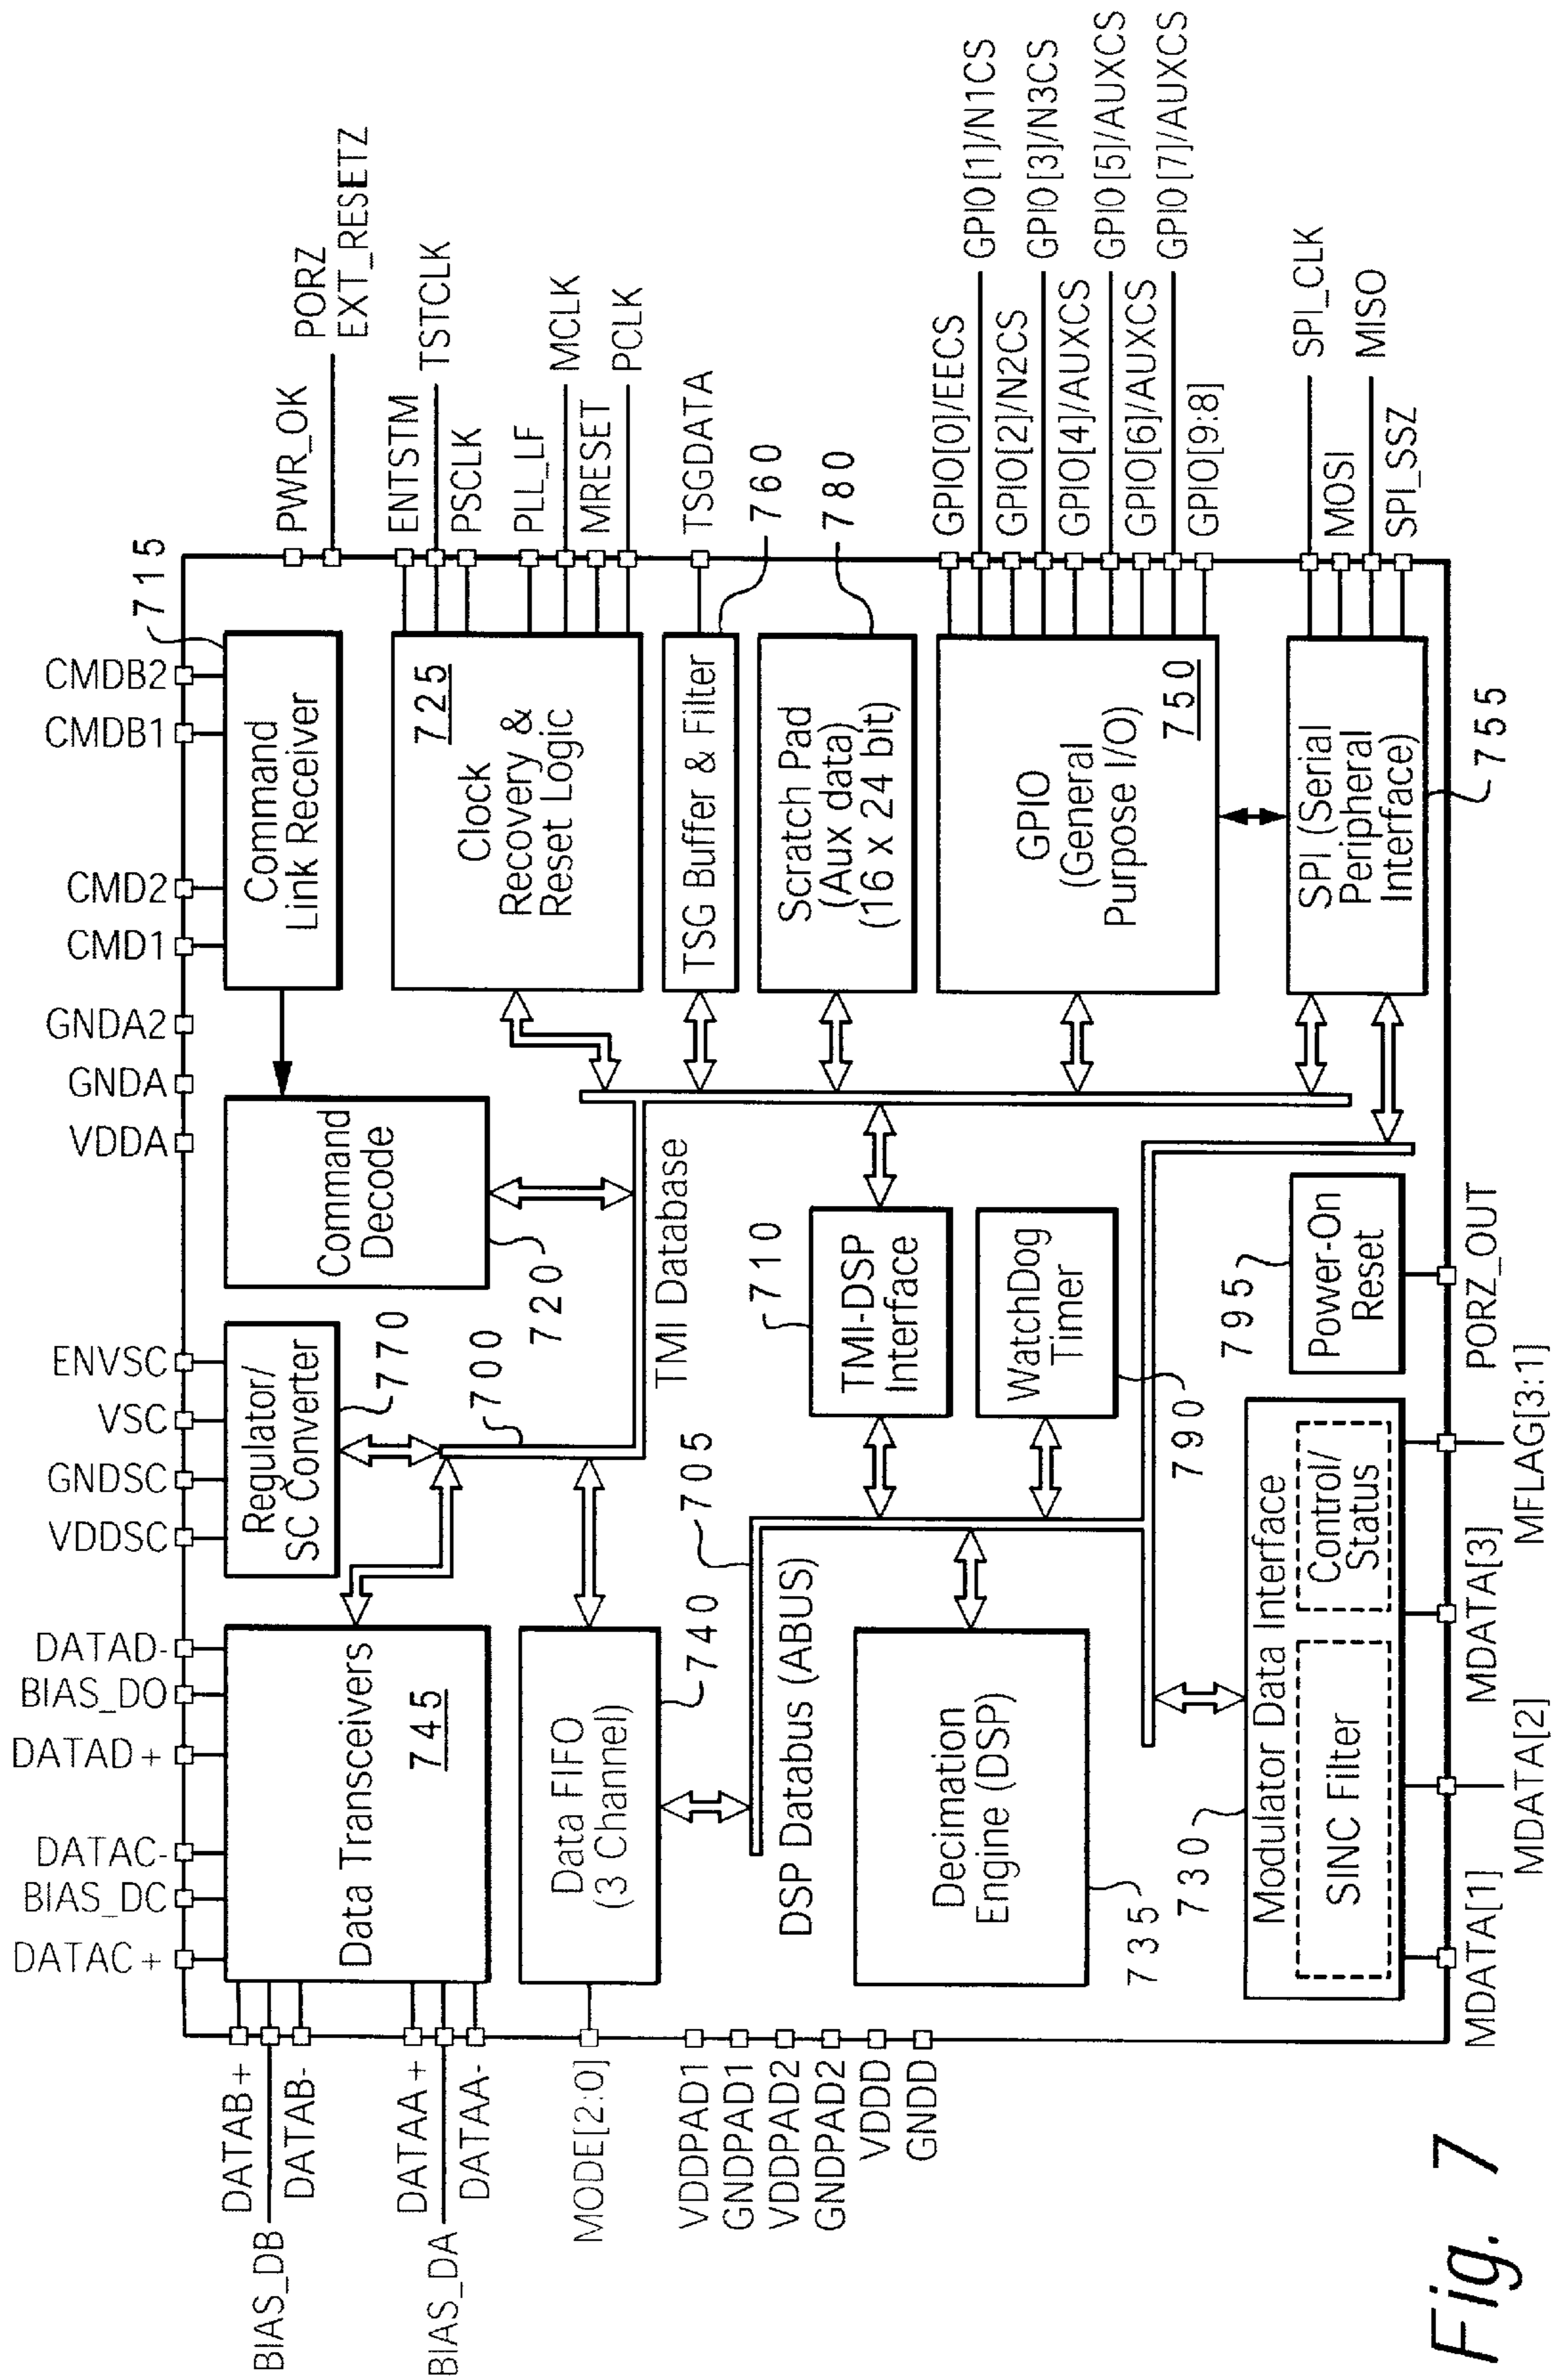 CMDB2
CMDB1
CMD2
CMD1
GNDA2
GNDA
VDDA
ENVSC
VSC
GNDSC
VDDSC
DATAD-
BIAS_DO
DATAD+
DATAC-
BIAS_DC
DATAC+
715
Command
Link Receiver
Command
Decode
720
Regulator/
SC Converter
770
700
TMI Database
Data Transceivers
745
Data FIFO
(3 Channel)
740
705
DSP Databus (ABUS)
Clock
Recovery &
Reset Logic
725
TSG Buffer & Filter
760
Scratch Pad
(Aux data)
(16 x 24 bit)
780
GPIO
(General
Purpose I/O)
750
SPI (Serial
Peripheral
Interface)
755
TMI-DSP
Interface
710
WatchDog
Timer
790
Power-On
Reset
795
Decimation
Engine (DSP)
735
Modulator Data Interface
730
SINC Filter
Control/
Status
PWR_OK
PORZ
EXT_RESETZ
ENTSTM
TSTCLK
PSCLK
PLL_LF
MCLK
MRESET
PCLK
TSGDATA
GPIO[0]/EECS
GPIO[1]/N1CS
GPIO[2]/N2CS
GPIO[3]/N3CS
GPIO[4]/AUXCS
GPIO[5]/AUXCS
GPIO[6]/AUXCS
GPIO[7]/AUXCS
GPIO[9:8]
SPI_CLK
MOSI
MISO
SPI_SSZ
DATAB+
BIAS_DB
DATAB-
DATAA+
BIAS_DA
DATAA-
MODE[2:0]
VDDPAD1
GNDPAD1
VDDPAD2
GNDPAD2
VDDD
GNDD
MDATA[1]
MDATA[2]
MDATA[3]
MFLAG[3:1]
PORZ_OUT
Fig. 7